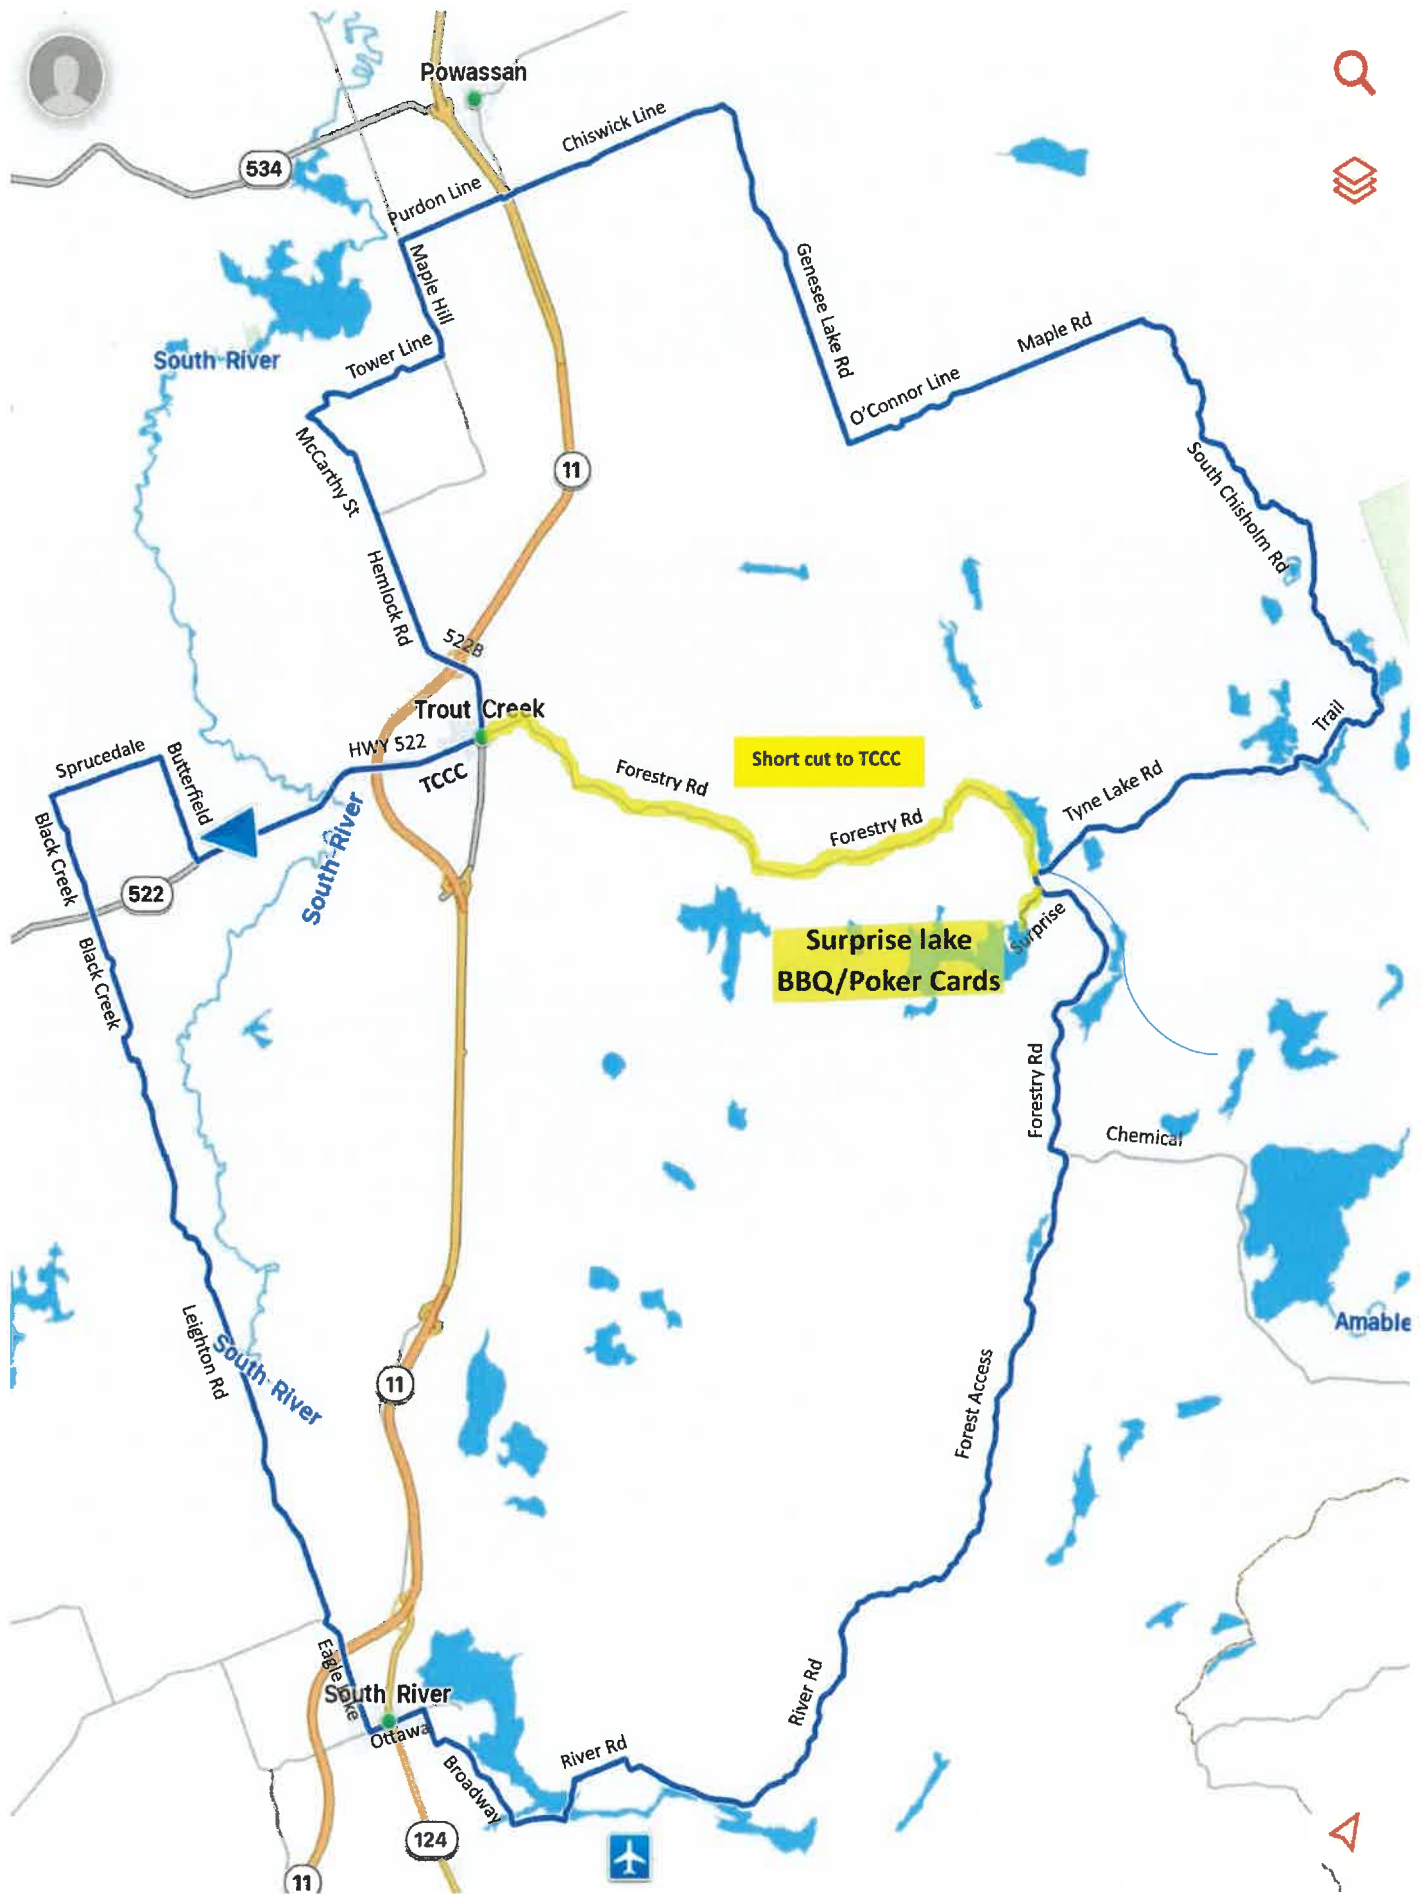 Powassan
Chiswick Line
534
Purdon Line
Maple Hill
Genesee Lake Rd
Maple Rd
Tower Line
South River
O'Connor Line
McCarthy St
11
South Chisholm Rd
Hemlock Rd
522B
Trout Creek
Trail
HWY 522
Sprucedale
Butterfield
Short cut to TCCC
TCCC
Forestry Rd
Tyne Lake Rd
Forestry Rd
Black Creek
South River
522
Surprise
Surprise lake
BBQ/Poker Cards
Black Creek
Forestry Rd
Chemical
Amable
Leighton Rd
South River
11
Forest Access
Eagle Lake
South River
Ottawa
River Rd
River Rd
Broadway
124
11